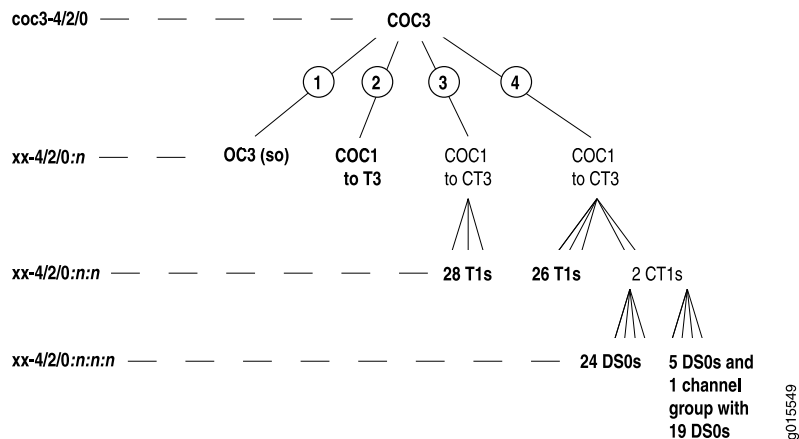 coc3-4/2/0
COC3
1
2
3
4
xx-4/2/0:n
OC3 (so)
COC1
to T3
COC1
to CT3
COC1
to CT3
xx-4/2/0:n:n
28 T1s
26 T1s
2 CT1s
xx-4/2/0:n:n:n
24 DS0s
5 DS0s and
1 channel
group with
19 DS0s
g015549